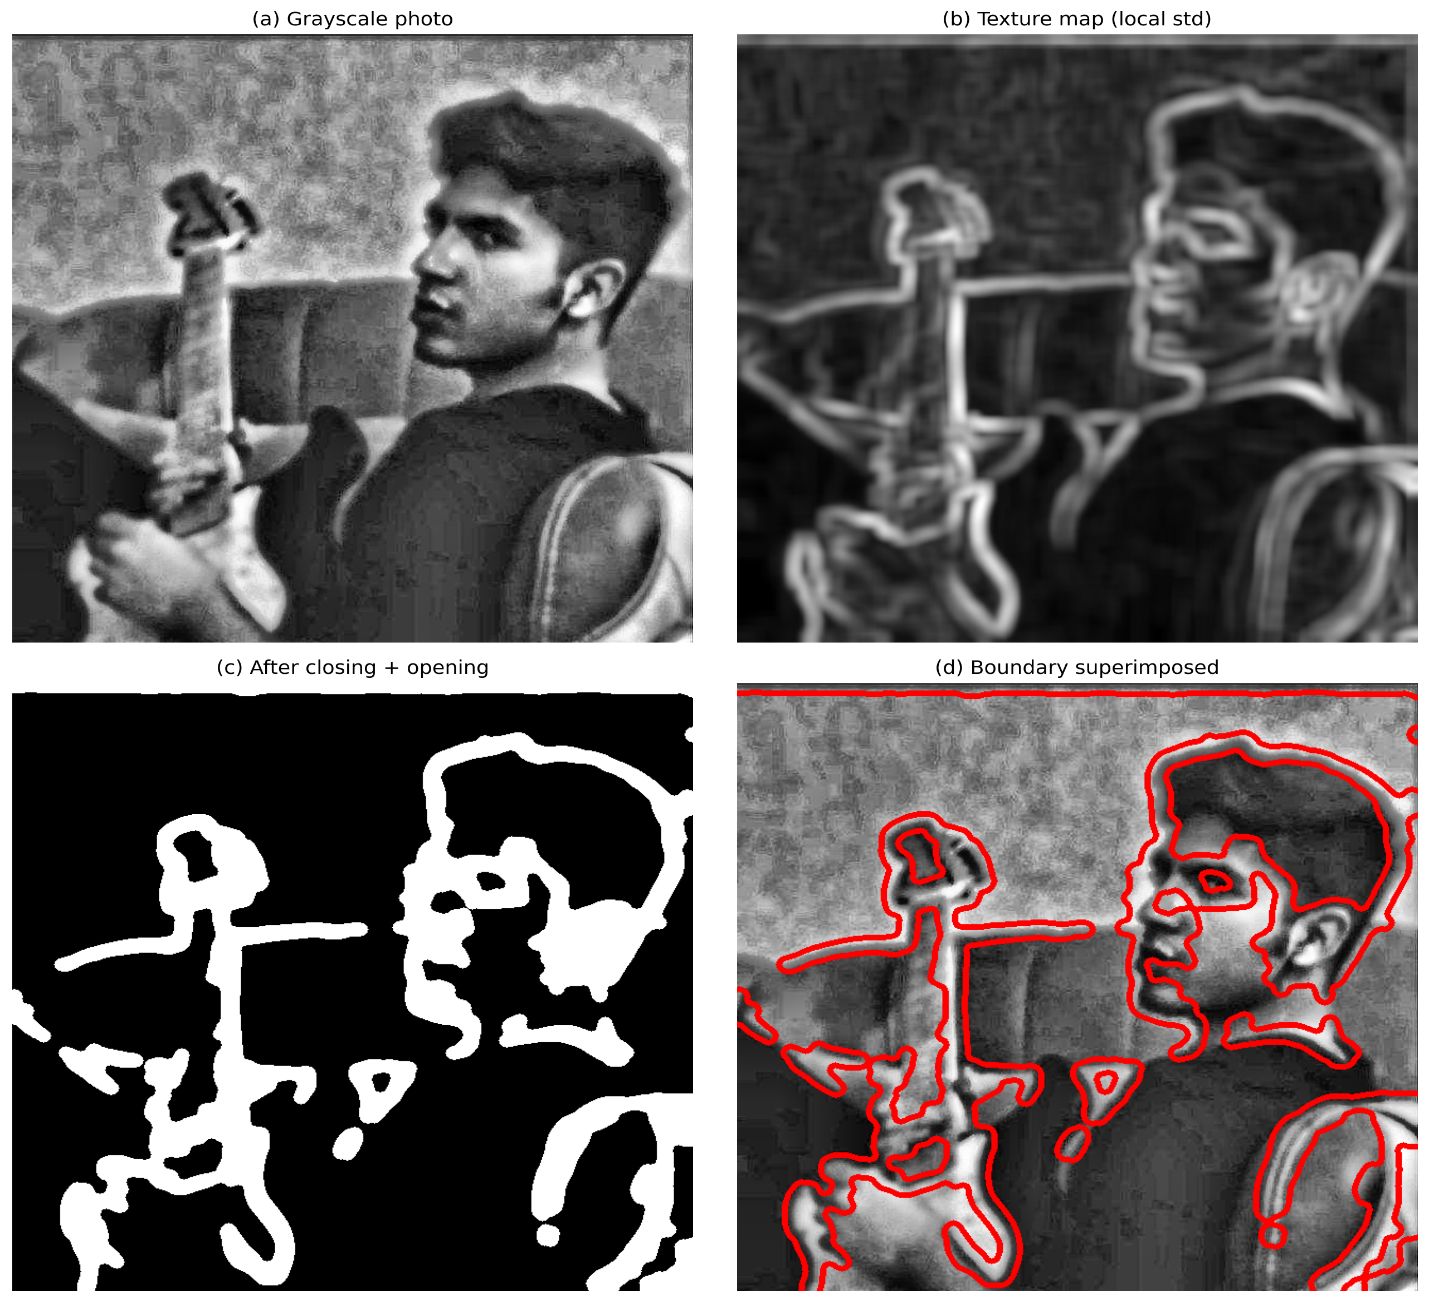 (a) Grayscale photo
(b) Texture map (local std)
(c) After closing + opening
(d) Boundary superimposed